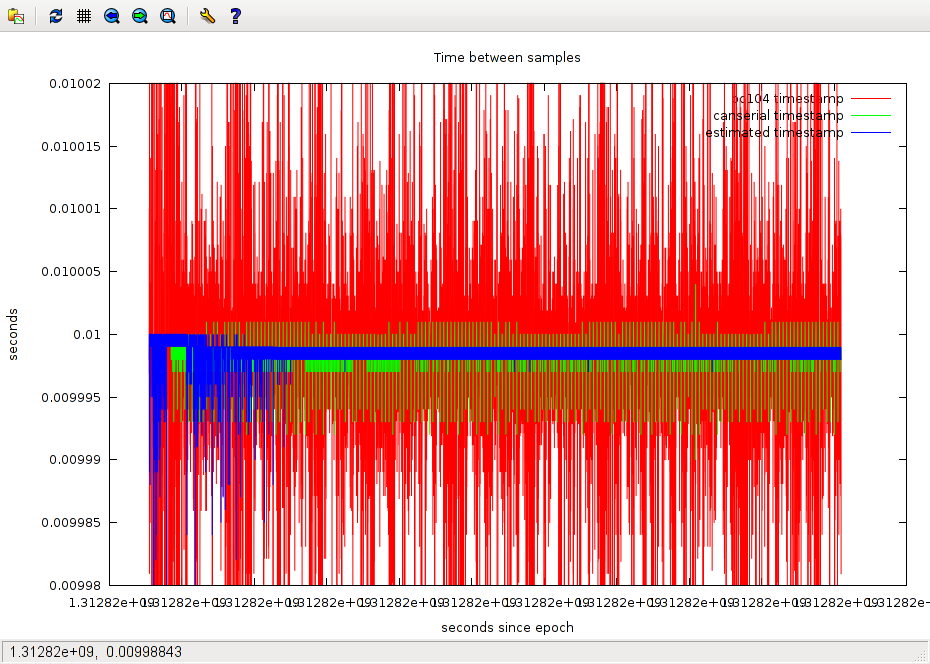 ?
Time between samples
0.01002
pc104 timestamp
canserial timestamp
estimated timestamp
0.010015
0.01001
0.010005
0.01
0.009995
0.00999
0.009985
0.00998
seconds
1.31282e+09 1.31282e+09 1.31282e+09 1.31282e+09 1.31282e+09 1.31282e+09 1.31282e+09 1.31282e+09 1.31282e+09 1.31282e+09 1.31282e+09 1.31282e-
seconds since epoch
1.31282e+09, 0.00998843